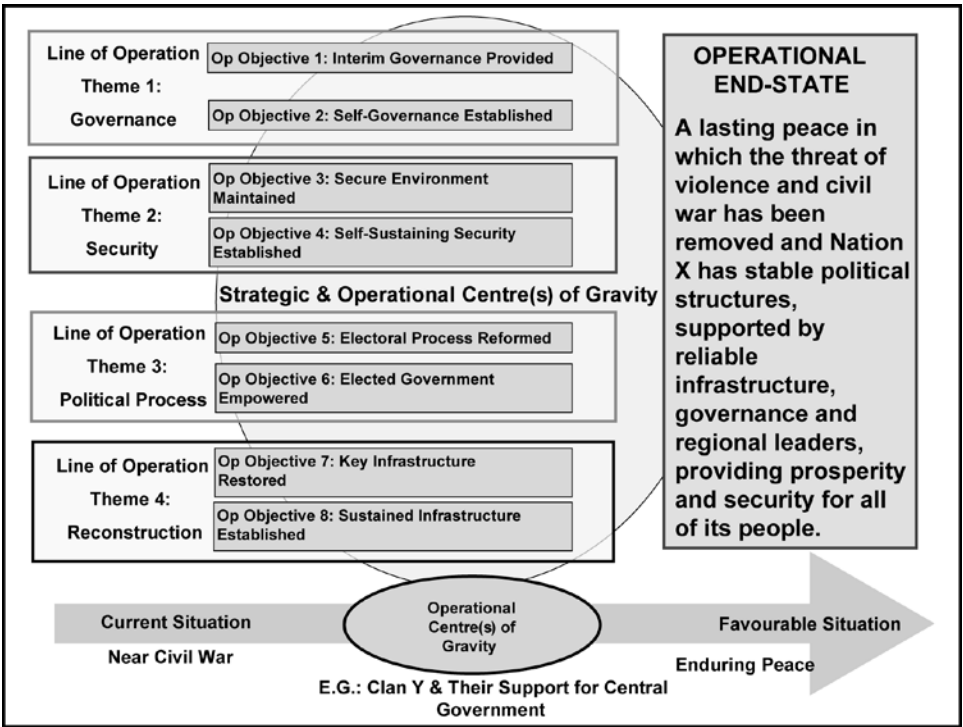 Line of Operation
Theme 1:
Governance
Op Objective 1: Interim Governance Provided
Op Objective 2: Self-Governance Established
Line of Operation
Theme 2:
Security
Op Objective 3: Secure Environment
Maintained
Op Objective 4: Self-Sustaining Security
Established
Strategic & Operational Centre(s) of Gravity
Line of Operation
Theme 3:
Political Process
Op Objective 5: Electoral Process Reformed
Op Objective 6: Elected Government
Empowered
Line of Operation
Theme 4:
Reconstruction
Op Objective 7: Key Infrastructure
Restored
Op Objective 8: Sustained Infrastructure
Established
OPERATIONAL
END-STATE
A lasting peace in
which the threat of
violence and civil
war has been
removed and Nation
X has stable political
structures,
supported by
reliable
infrastructure,
governance and
regional leaders,
providing prosperity
and security for all
of its people.
Current Situation
Near Civil War
Operational
Centre(s) of
Gravity
Favourable Situation
Enduring Peace
E.G.: Clan Y & Their Support for Central
Government